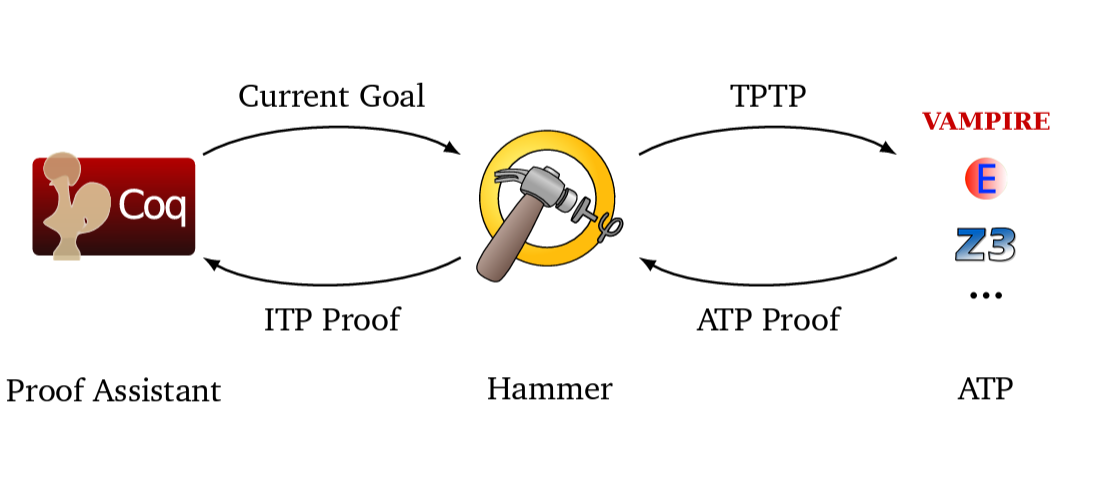 Current Goal
TPTP
VAMPIRE
E
Coq
Z3
...
ITP Proof
ATP Proof
Proof Assistant
Hammer
ATP